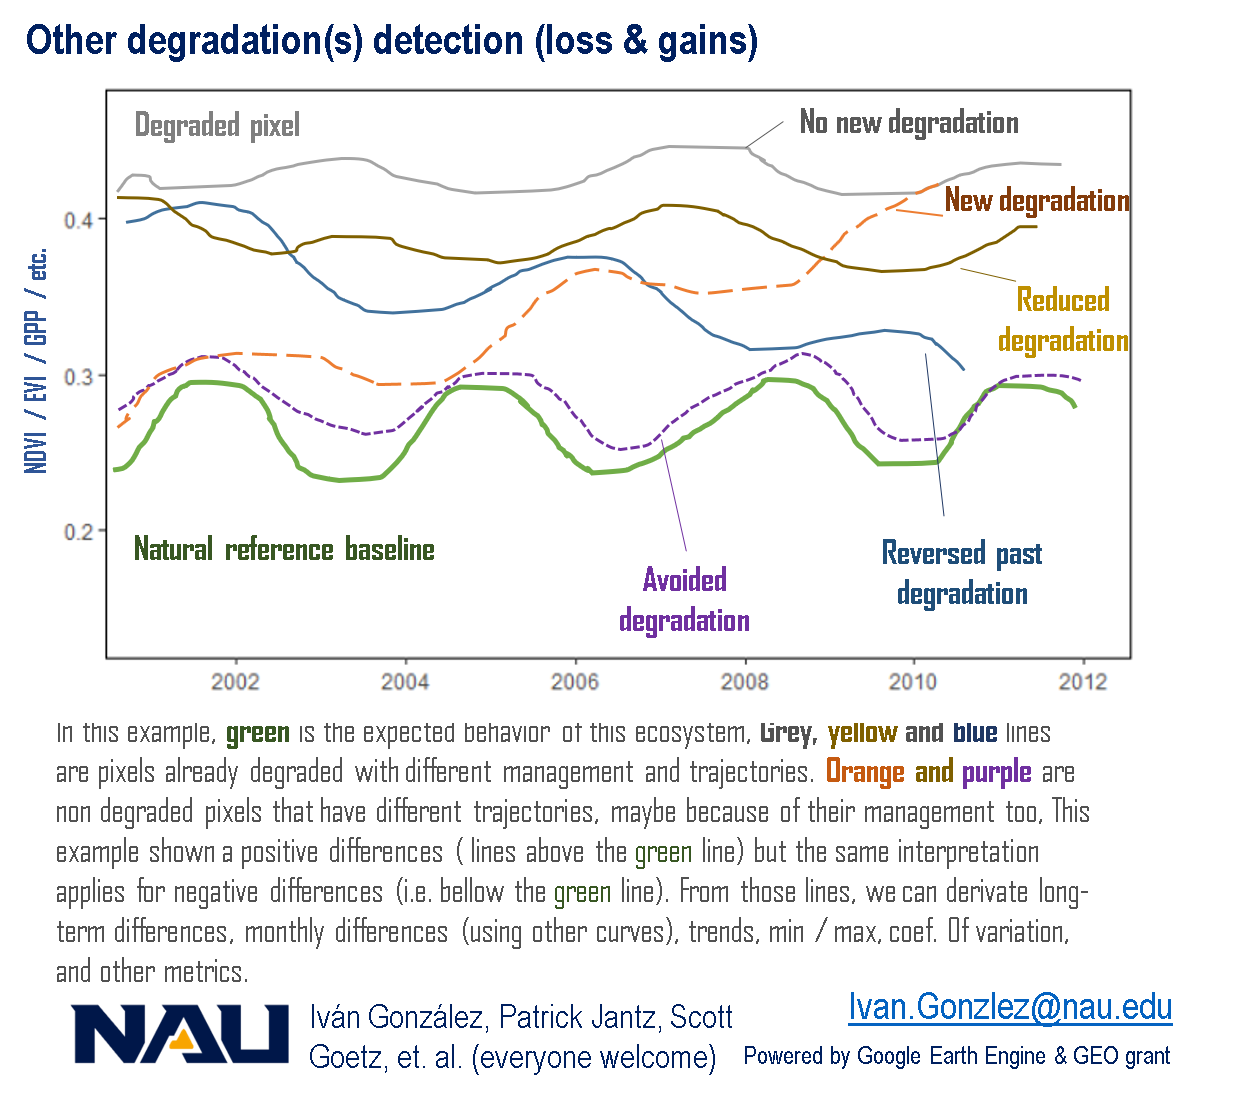 Other degradation(s) detection (loss & gains)
Degraded pixel
No new degradation
New degradation
0.4
NDVI / EVI / GPP / etc.
Reduced
degradation
0.3
0.2
Natural reference baseline
Avoided
degradation
Reversed past
degradation
2002 2004 2006 2008 2010 2012
In this example, green is the expected behavior of this ecosystem, Grey, yellow and blue lines
are pixels already degraded with different management and trajectories. Orange and purple are
non degraded pixels that have different trajectories, maybe because of their management too, This
example shown a positive differences ( lines above the green line) but the same interpretation
applies for negative differences (i.e. bellow the green line). From those lines, we can derivate long-
term differences, monthly differences (using other curves), trends, min / max, coef. Of variation,
and other metrics.
NAU
Iván González, Patrick Jantz, Scott
Goetz, et. al. (everyone welcome)
Ivan.Gonzlez@nau.edu
Powered by Google Earth Engine & GEO grant